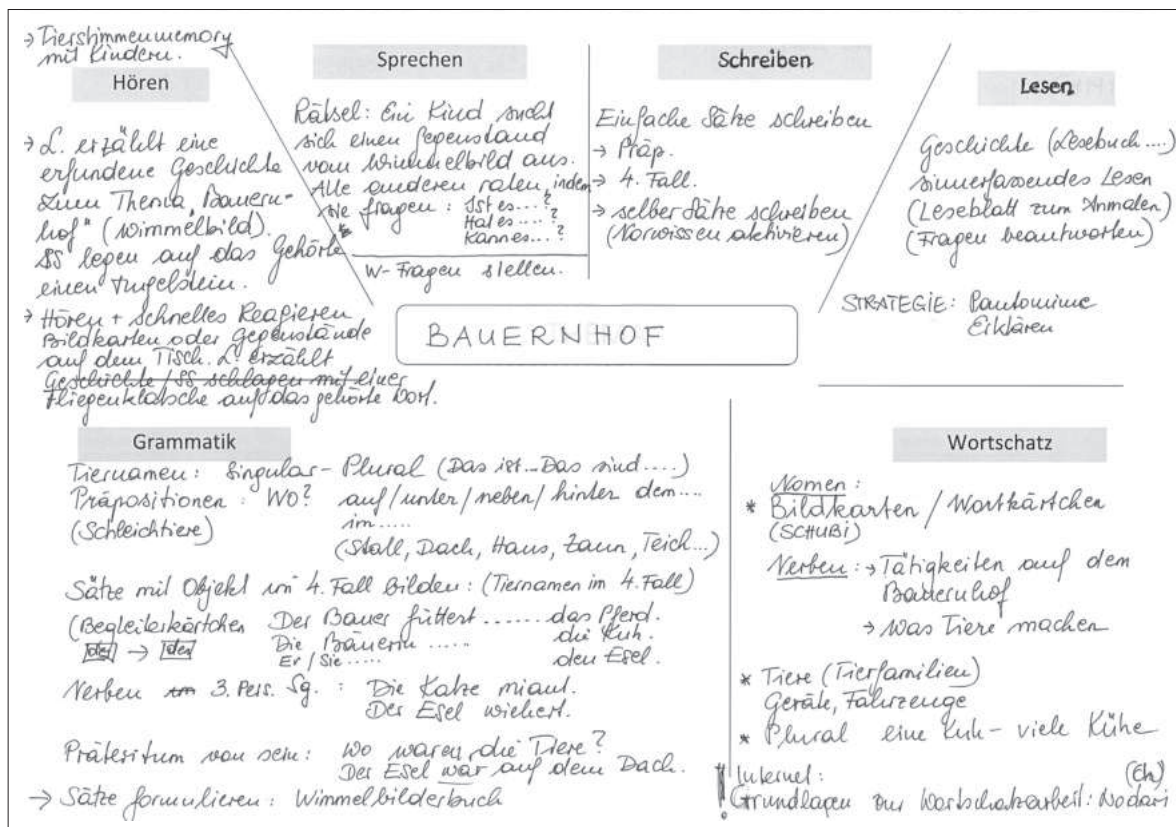 → Tierstimmenmemory
mit Kindern.
Hören
→ L. erzählt eine
erfundene Geschichte
zum Thema „Bauern-
hof“ (Wimmelbild).
SS legen auf das Gehörte
einen
→ Hören + schnelles Reagieren
Bildkarten oder Gegenstände
auf dem Tisch. L. erzählt
Geschichte / SS schlagen mit einer
Fliegenklatsche auf das gehörte Wort.
Sprechen
Rätsel: Ein Kind sucht
sich einen Gegenstand
vom Wimmelbild aus.
Alle anderen raten, indem
sie fragen: Ist es....?
Hat es....?
Kann es....?
W-Fragen stellen.
Schreiben
Einfache Sätze schreiben
→ Präp.
→ 4. Fall.
→ selber Sätze schreiben
(Vorwissen aktivieren)
Lesen
Geschichte (Lesebuch....)
sinnerfassendes Lesen
(Leseblatt zum Anmalen)
(Fragen beantworten)
STRATEGIE: Pantomime
Erklären
BAUERNHOF
Grammatik
Tiernamen: Singular - Plural (Das ist...Das sind....)
Präpositionen: Wo? auf/unter/neben/hinter dem....
(Schleichtiere) im.....
(Stall, Dach, Haus, Zaun, Teich...)
Sätze mit Objekt im 4. Fall bilden: (Tiernamen im 4. Fall)
(Begleiterkärtchen Der Bauer füttert ....... das Pferd.
der → den Die Bäuerin ..... die Kuh.
Er / Sie ..... den Esel.
Verben 3. Pers. Sg.: Die Katze miaut.
Der Esel wiehert.
Präteritum von sein: Wo waren die Tiere?
Der Esel war auf dem Dach.
→ Sätze formulieren: Wimmelbilderbuch
Wortschatz
Nomen:
* Bildkarten / Wortkärtchen
(SCHUBI)
Verben: → Tätigkeiten auf dem
Bauernhof
→ was Tiere machen
* Tiere (Tierfamilien)
Geräte, Fahrzeuge
* Plural eine Kuh - viele Kühe
! Internet: (Eh)
Grundlagen zur Wortschatzarbeit: Nodari